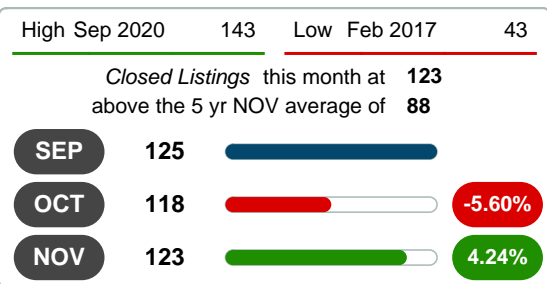 High Sep 2020 143 Low Feb 2017 43
Closed Listings this month at 123
above the 5 yr NOV average of 88
SEP 125
OCT 118 -5.60%
NOV 123 4.24%